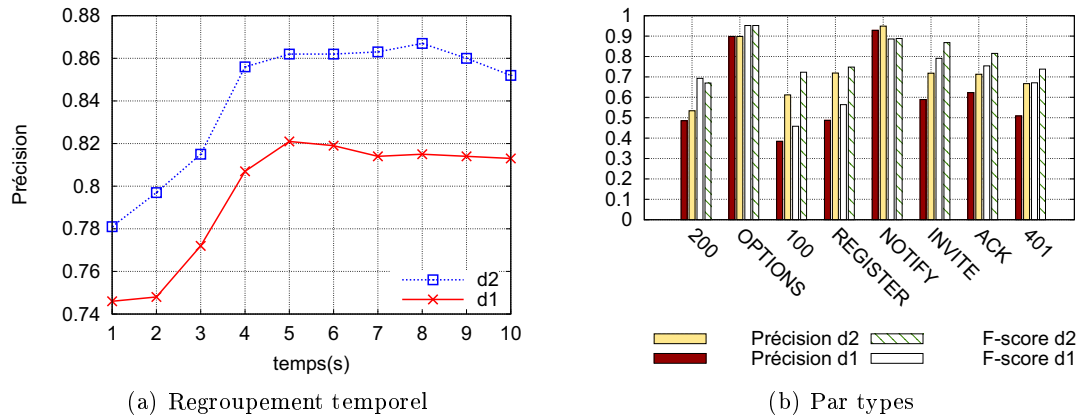 Précision
0.88
0.86
0.84
0.82
0.8
0.78
0.76
0.74
1 2 3 4 5 6 7 8 9 10
temps(s)
d2
d1
(a) Regroupement temporel
1
0.9
0.8
0.7
0.6
0.5
0.4
0.3
0.2
0.1
0
200 OPTIONS 100 REGISTER NOTIFY INVITE ACK 401
Précision d2 F-score d2
Précision d1 F-score d1
(b) Par types